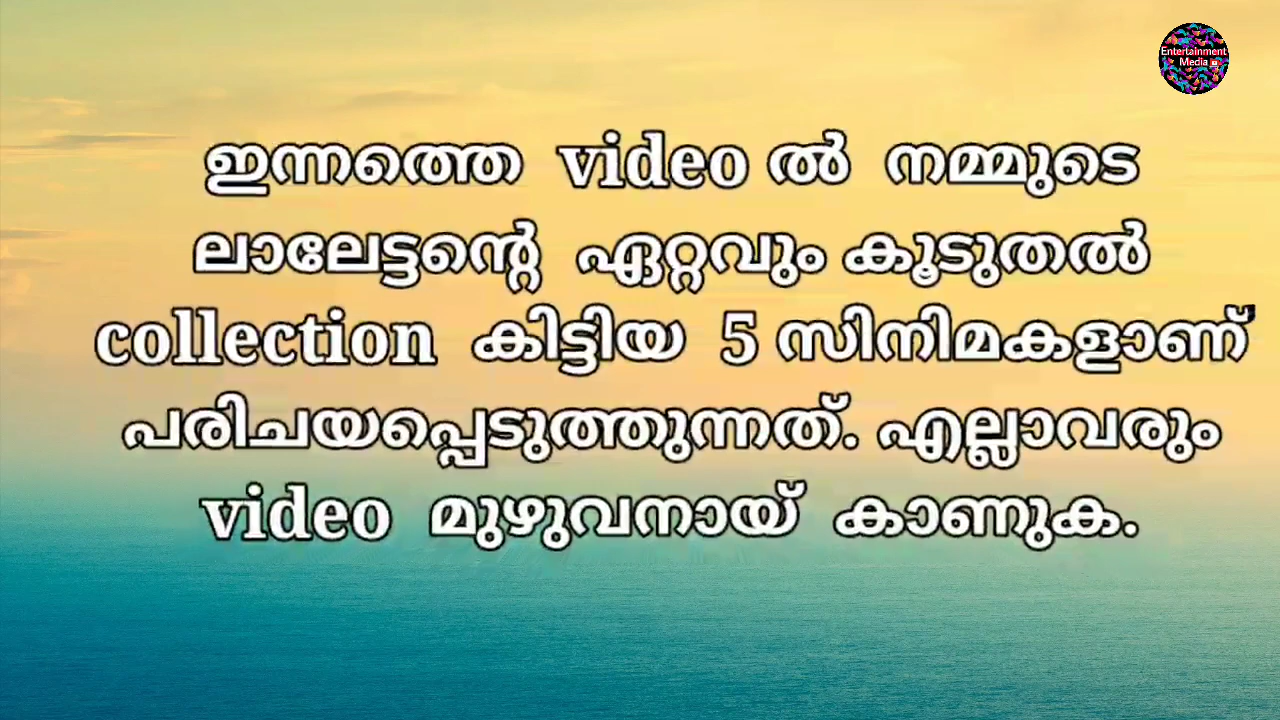 Entertainment
Media
ഇന്നത്തെ video ൽ നമ്മുടെ
ലാലേട്ടന്റെ ഏറ്റവും കൂടുതൽ
collection കിട്ടിയ 5 സിനിമകളാണ്
പരിചയപ്പെടുത്തുന്നത്. എല്ലാവരും
video മുഴുവനായ് കാണുക.